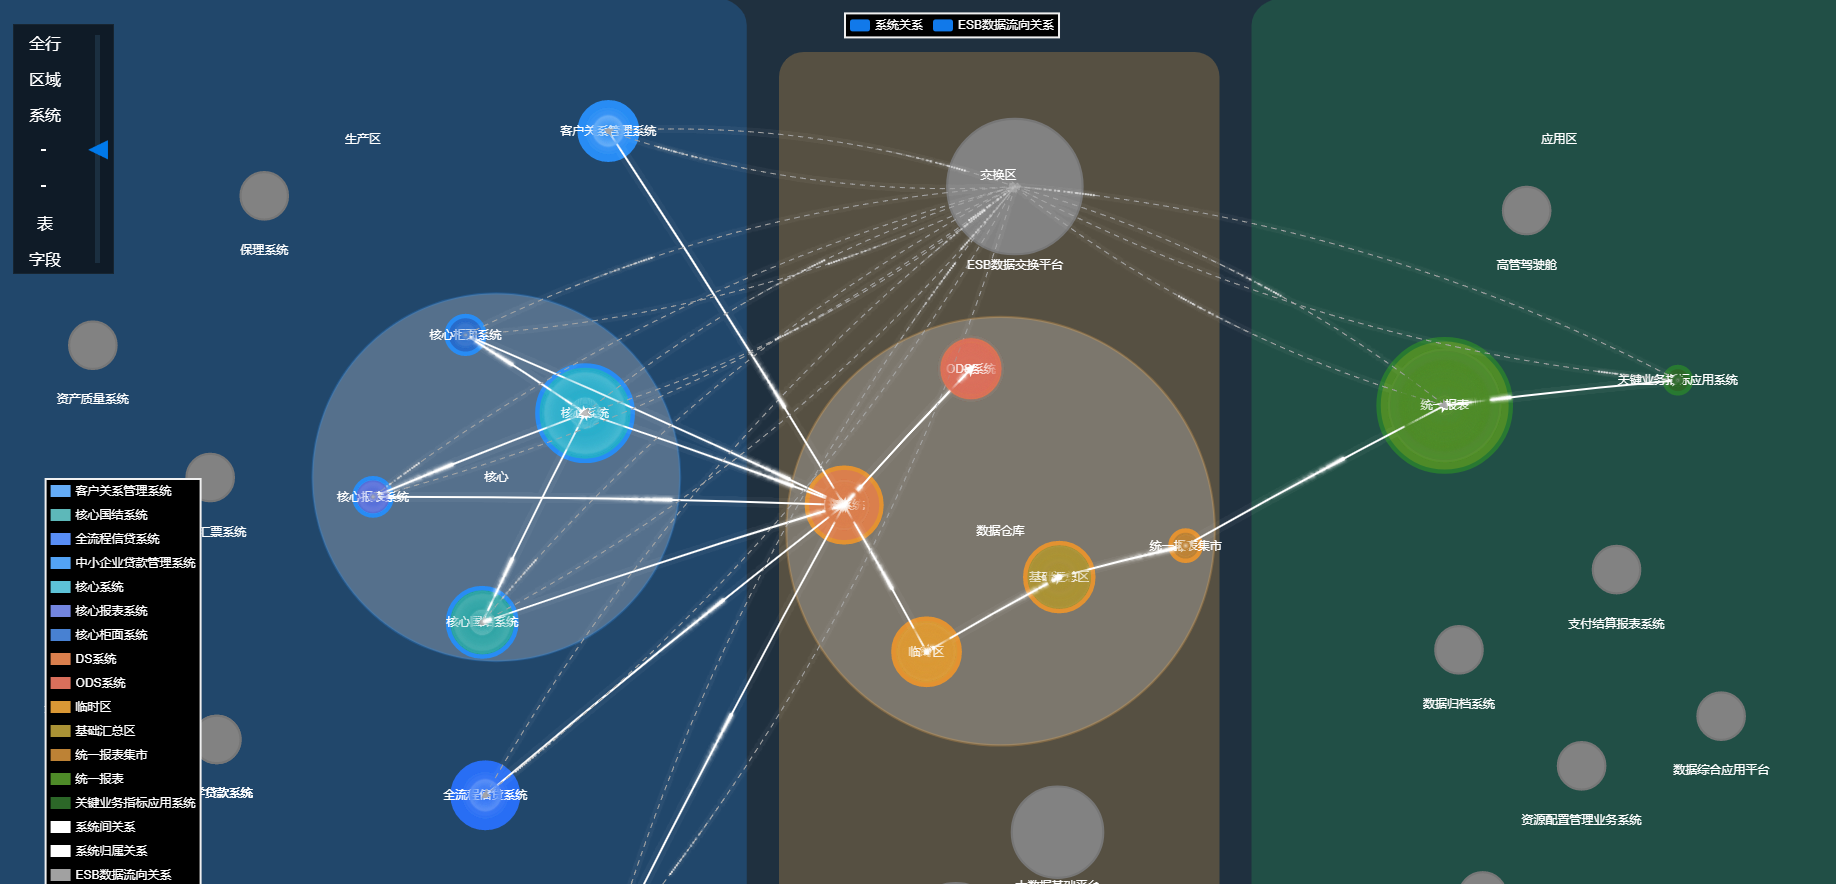 系统关系
ESB数据流向关系
全行
区域
系统
-
-
表
字段
生产区
客户关系管理系统
交换区
应用区
保理系统
ESB数据交换平台
高管驾驶舱
核心柜面系统
ODS系统
关键业务指标应用系统
资产质量系统
核心系统
统一报表
核心
核心报表系统
汇票系统
数据仓库
统一报表集市
基础汇总区
核心国结系统
临时区
支付结算报表系统
数据归档系统
数据综合应用平台
贷款系统
全流程信贷系统
资源配置管理业务系统
大数据基础平台
客户关系管理系统
核心国结系统
全流程信贷系统
中小企业贷款管理系统
核心系统
核心报表系统
核心柜面系统
DS系统
ODS系统
临时区
基础汇总区
统一报表集市
统一报表
关键业务指标应用系统
系统间关系
系统归属关系
ESB数据流向关系